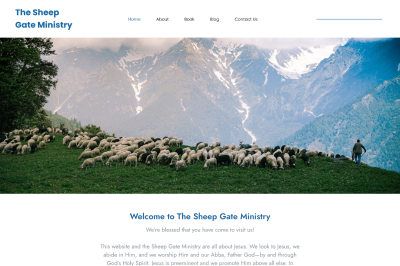 The Sheep
Gate Ministry
Home
About
Book
Blog
Contact Us
Welcome to The Sheep Gate Ministry
We're blessed that you have come to visit us!
This website and the Sheep Gate Ministry are all about Jesus. We look to Jesus, we
abide in Him, and we worship Him and our Abba, Father God—by and through
God's Holy Spirit. Jesus is preeminent and we promote Him above all else. In